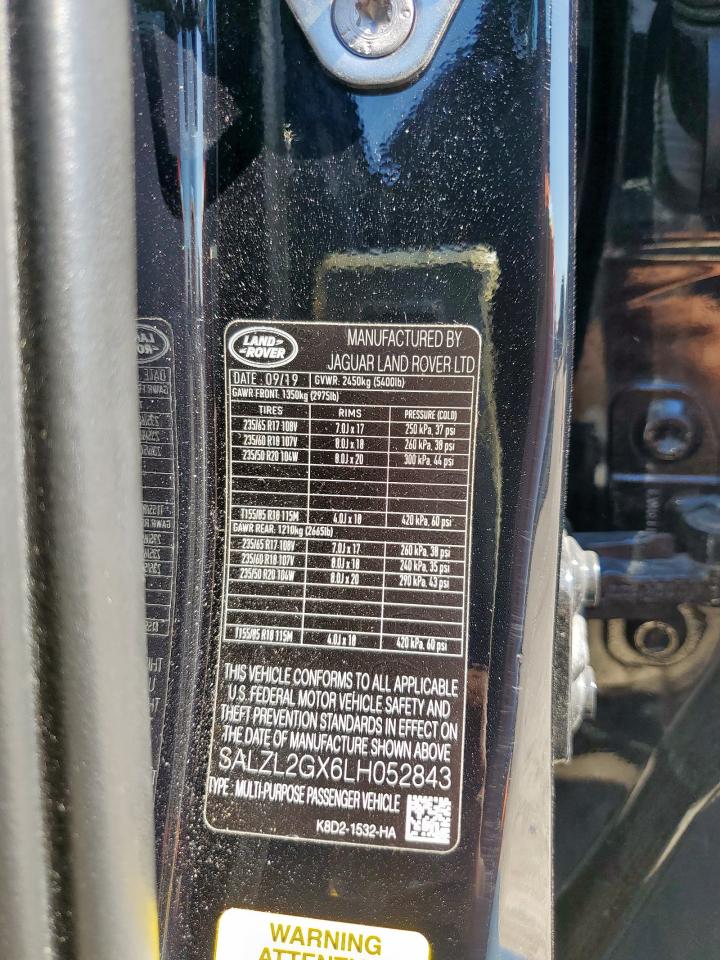 LAND
ROVER
MANUFACTURED BY
JAGUAR LAND ROVER LTD
DATE : 09/19 GVWR: 2450kg (5400lb)
GAWR FRONT: 1350kg (2975lb)
TIRES RIMS PRESSURE (COLD)
235/65 R17 108V 7.0J x 17 250 kPa, 37 psi
235/60 R18 107V 8.0J x 18 260 kPa, 38 psi
235/50 R20 104W 8.0J x 20 300 kPa, 44 psi
T155/85 R18 115M 4.0J x 18 420 kPa, 60 psi
GAWR REAR: 1210kg (2665lb)
235/65 R17 108V 7.0J x 17 260 kPa, 38 psi
235/60 R18 107V 8.0J x 18 240 kPa, 35 psi
235/50 R20 104W 8.0J x 20 290 kPa, 43 psi
T155/85 R18 115M 4.0J x 18 420 kPa, 60 psi
THIS VEHICLE CONFORMS TO ALL APPLICABLE
U.S. FEDERAL MOTOR VEHICLE SAFETY AND
THEFT PREVENTION STANDARDS IN EFFECT ON
THE DATE OF MANUFACTURE SHOWN ABOVE
SALZL2GX6LH052843
TYPE : MULTI-PURPOSE PASSENGER VEHICLE
K8D2-1532-HA
WARNING